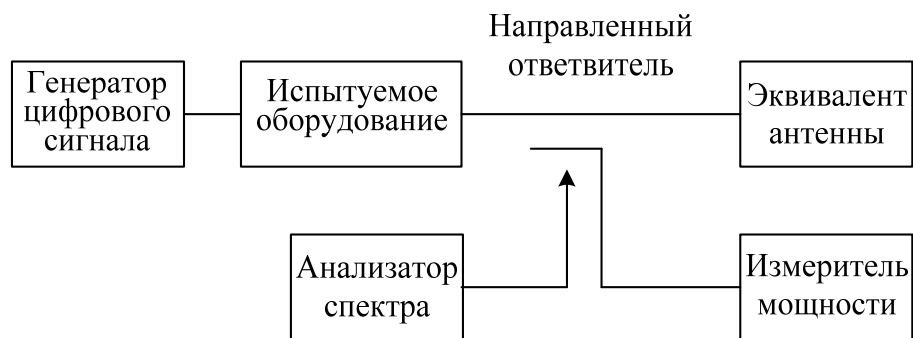 Направленный
ответвитель
Генератор
цифрового
сигнала
Испытуемое
оборудование
Эквивалент
антенны
Анализатор
спектра
Измеритель
мощности